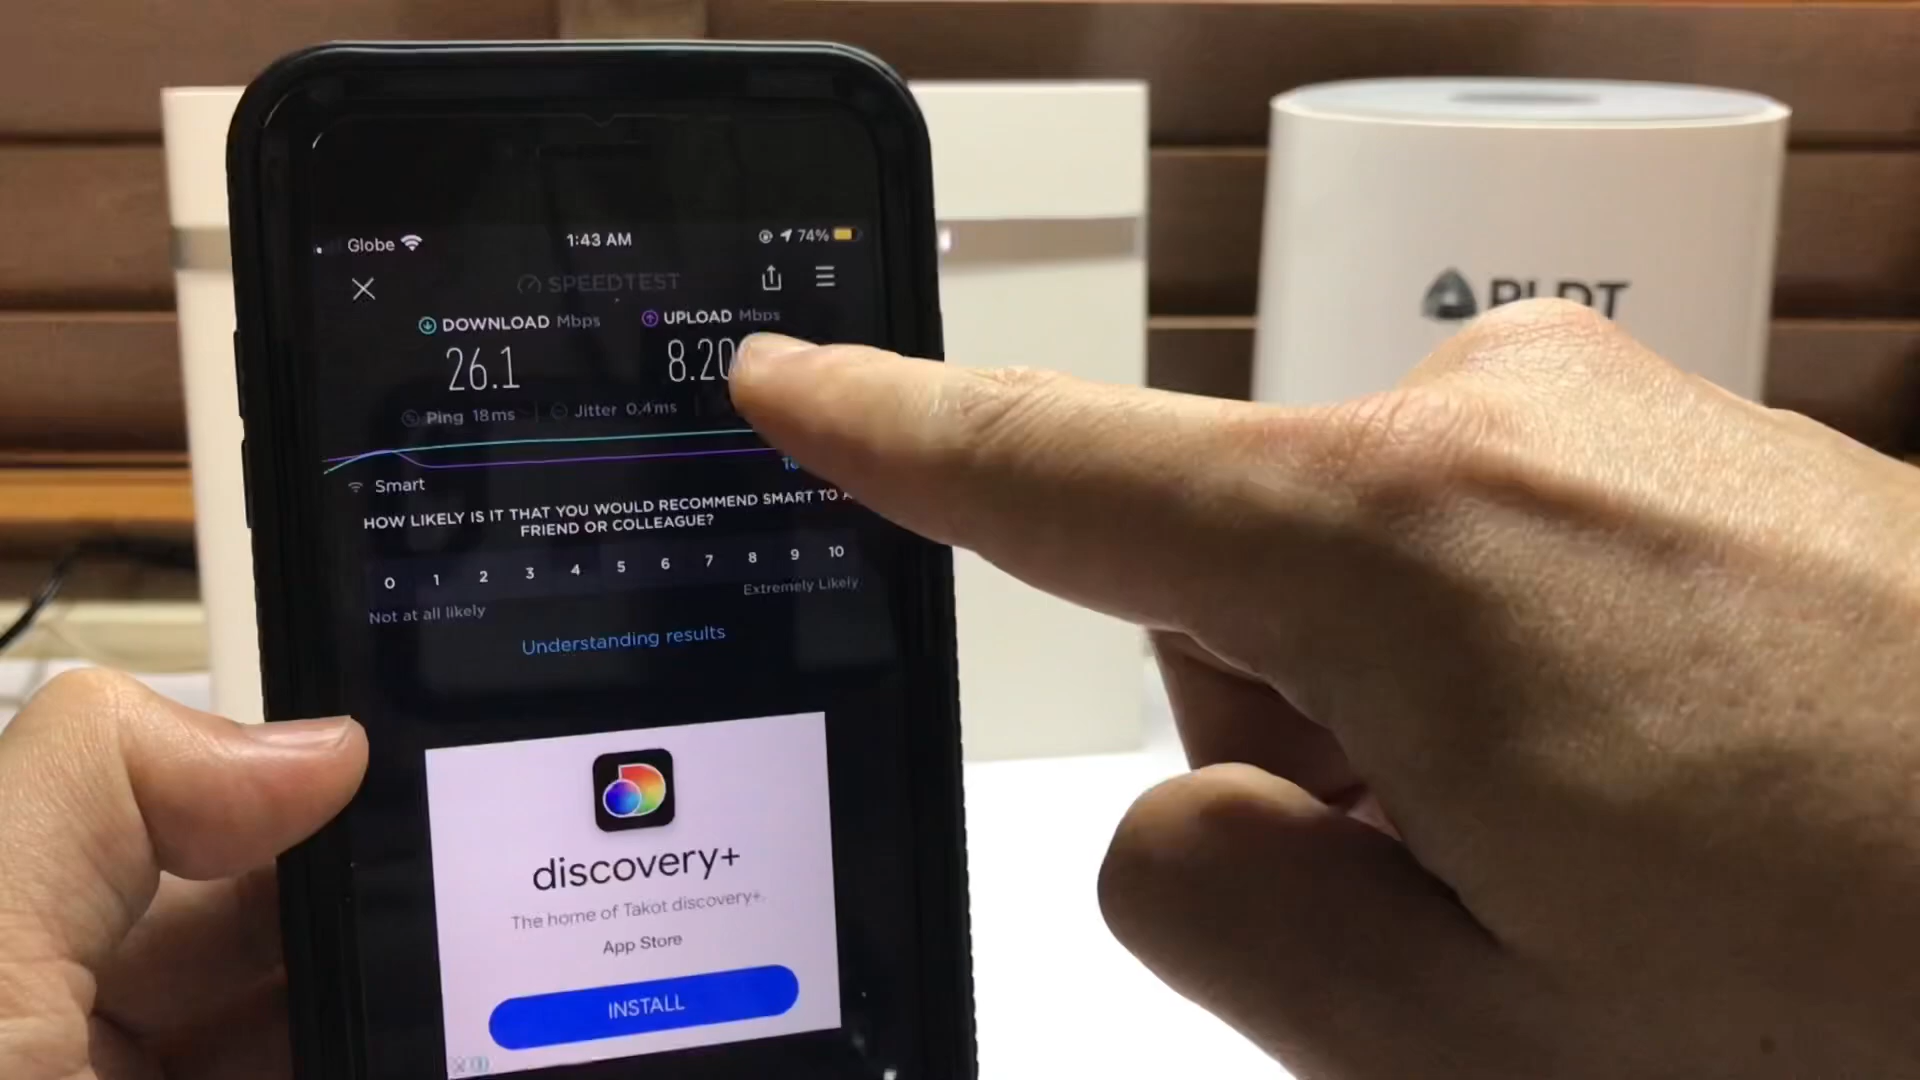 Globe 1:43 AM 74%
SPEEDTEST
DOWNLOAD Mbps UPLOAD Mbps
26.1 8.20
Ping 18ms Jitter 0.4ms
Smart
HOW LIKELY IS IT THAT YOU WOULD RECOMMEND SMART TO A
FRIEND OR COLLEAGUE?
0 1 2 3 4 5 6 7 8 9 10
Not at all likely Extremely Likely
Understanding results
discovery+
The home of Takot discovery+.
App Store
INSTALL
PLDT